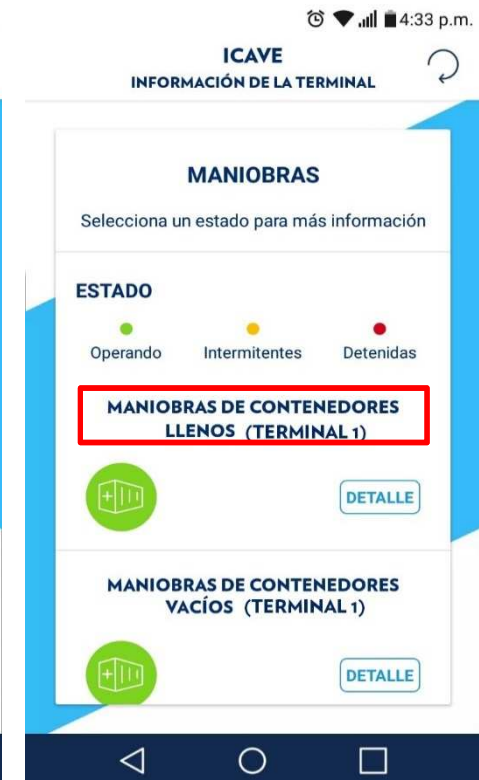 4:33 p.m.
ICAVE
INFORMACIÓN DE LA TERMINAL
MANIOBRAS
Selecciona un estado para más información
ESTADO
Operando Intermitentes Detenidas
MANIOBRAS DE CONTENEDORES
LLENOS (TERMINAL 1)
DETALLE
MANIOBRAS DE CONTENEDORES
VACÍOS (TERMINAL 1)
DETALLE